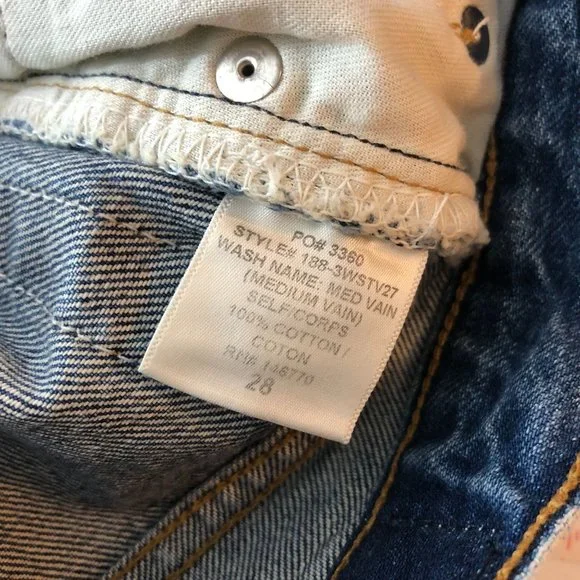 PO# 3360
STYLE# 188-3WSTV27
WASH NAME: MED VAIN
(MEDIUM VAIN)
SELF/CORPS
100% COTTON /
COTON
RN# 148770
28